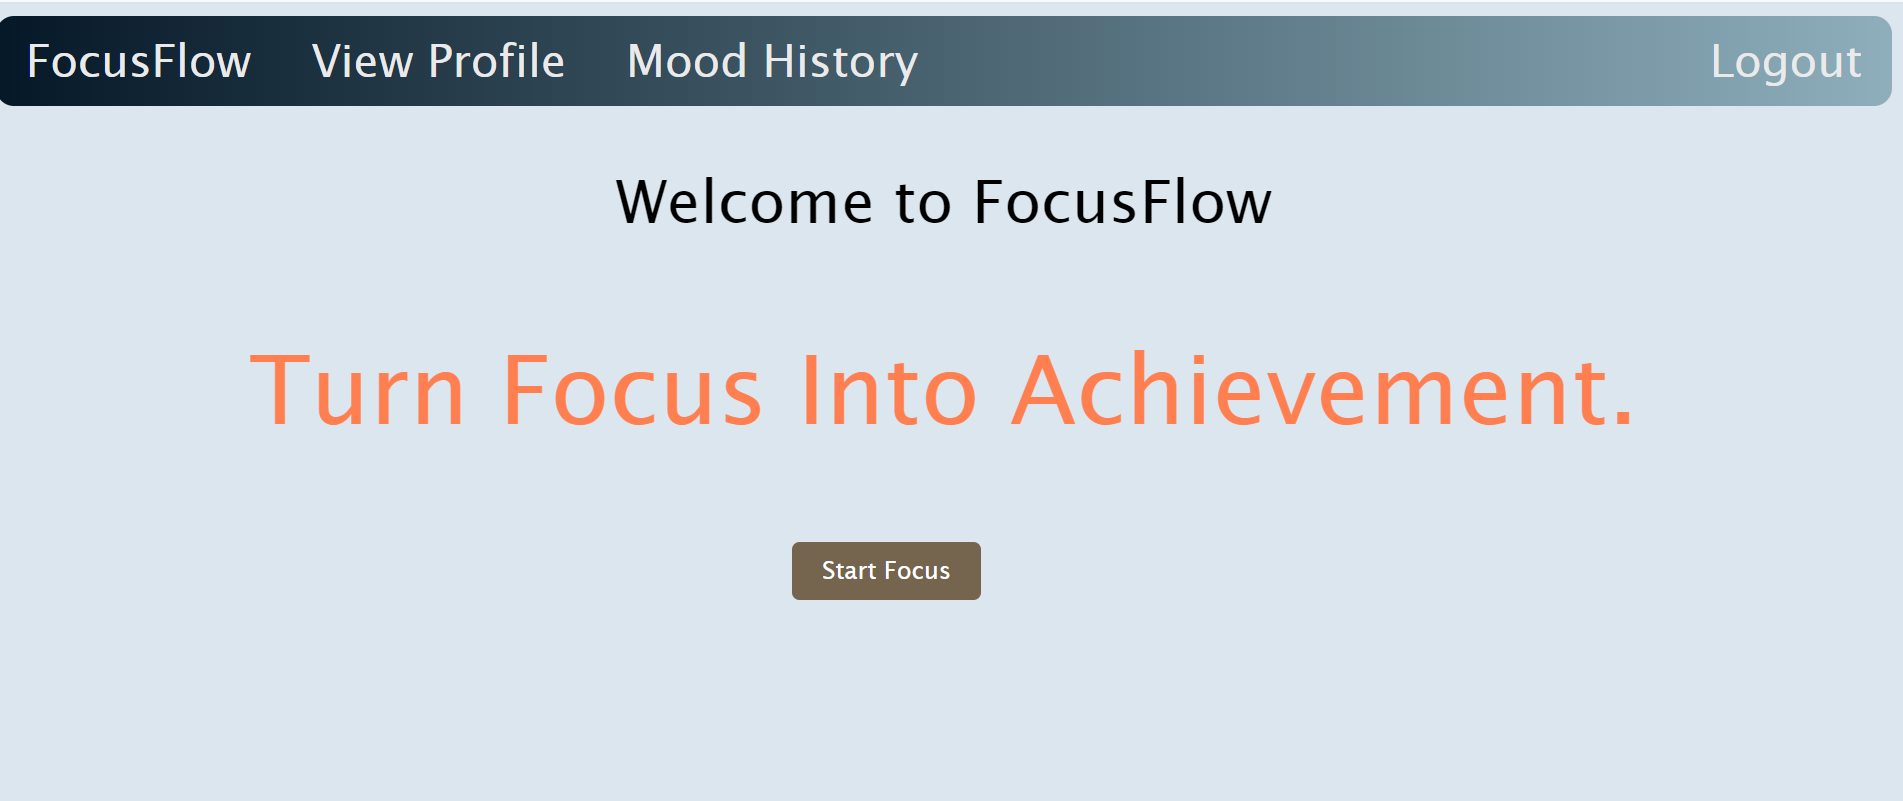 FocusFlow View Profile Mood History Logout
Welcome to FocusFlow
Turn Focus Into Achievement.
Start Focus